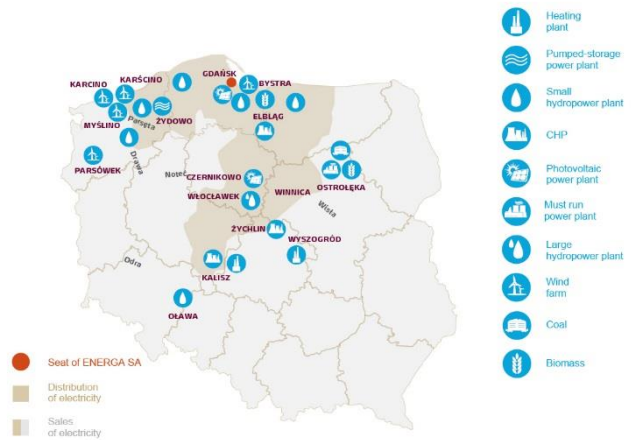 Heating
plant
Pumped-storage
power plant
Small
hydropower plant
CHP
Photovoltaic
power plant
Must run
power plant
Large
hydropower plant
Wind
farm
Coal
Biomass
GDAŃSK
BYSTRA
KARŚCINO
KARCINO
ELBLĄG
MYŚLINO
Parsęta
ŻYDOWO
PARSÓWEK
Drawa
Noteć
CZERNIKOWO
OSTROŁĘKA
WŁOCŁAWEK
WINNICA
Wisła
ŻYCHLIN
WYSZOGRÓD
Odra
KALISZ
OŁAWA
Seat of ENERGA SA
Distribution
of electricity
Sales
of electricity